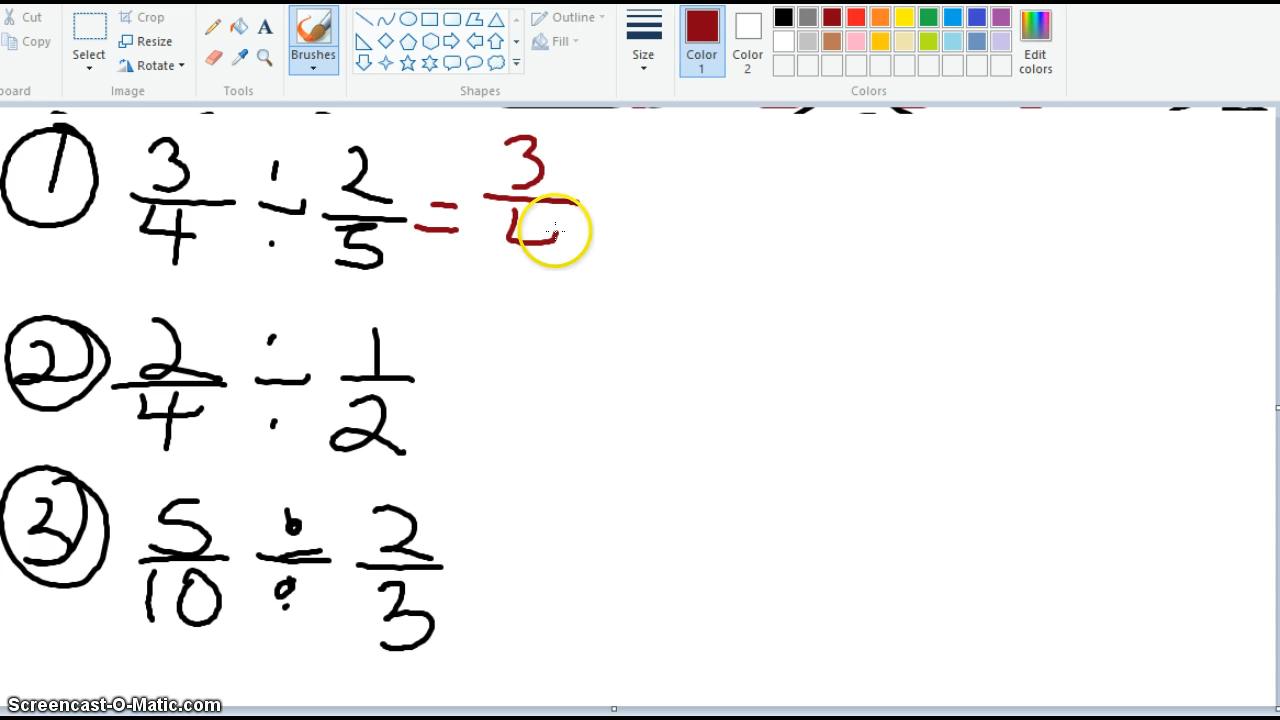 Cut Crop Outline
Copy Select Resize Brushes Fill Size Color 1 Color 2 Edit colors
Rotate
oard Image Tools Shapes Colors
① 3/4 ÷ 2/5 = 3/
② 2/4 ÷ 1/2
③ 5/10 ÷ 2/3
Screencast-O-Matic.com